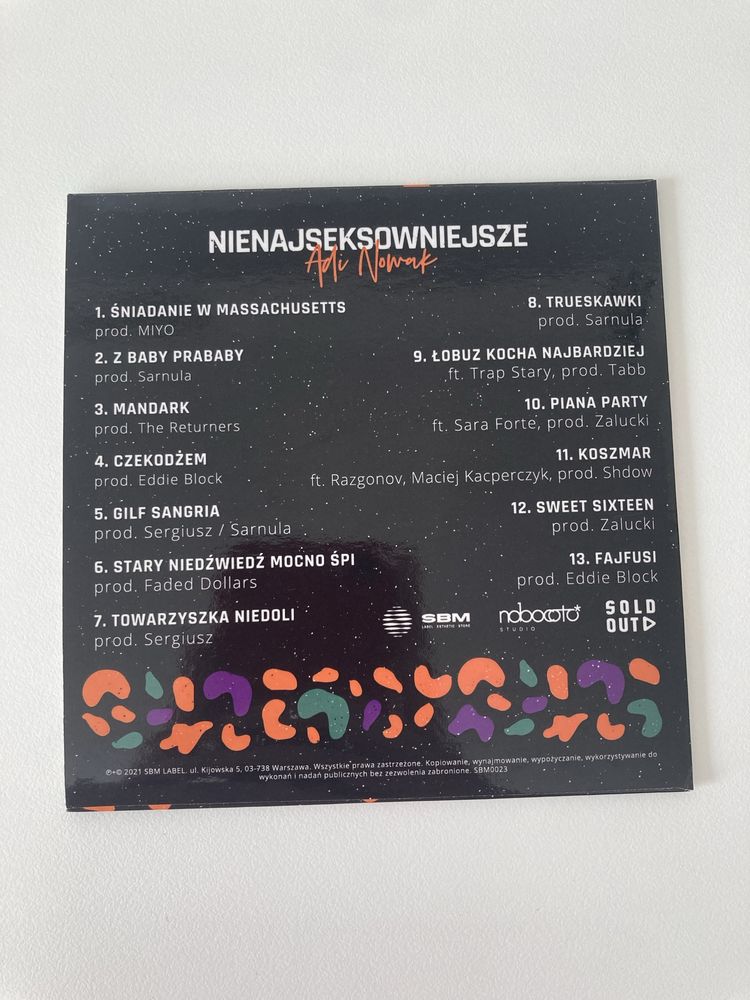 NIENAJSEKSOWNIEJSZE
Adi Nowak
1. ŚNIADANIE W MASSACHUSETTS
prod. MIYO
2. Z BABY PRABABY
prod. Sarnula
3. MANDARK
prod. The Returners
4. CZEKODŻEM
prod. Eddie Block
5. GILF SANGRIA
prod. Sergiusz / Sarnula
6. STARY NIEDŹWIEDŹ MOCNO ŚPI
prod. Faded Dollars
7. TOWARZYSZKA NIEDOLI
prod. Sergiusz
8. TRUESKAWKI
prod. Sarnula
9. ŁOBUZ KOCHA NAJBARDZIEJ
ft. Trap Stary, prod. Tabb
10. PIANA PARTY
ft. Sara Forte, prod. Zalucki
11. KOSZMAR
ft. Razgonov, Maciej Kacperczyk, prod. Shdow
12. SWEET SIXTEEN
prod. Zalucki
13. FAJFUSI
prod. Eddie Block
SBM
LABEL ESTHETIC STORE
nobocoto*
STUDIO
SOLD
OUT
℗+© 2021 SBM LABEL. ul. Kijowska 5, 03-738 Warszawa. Wszystkie prawa zastrzeżone. Kopiowanie, wynajmowanie, wypożyczanie, wykorzystywanie do
wykonań i nadań publicznych bez zezwolenia zabronione. SBM0023